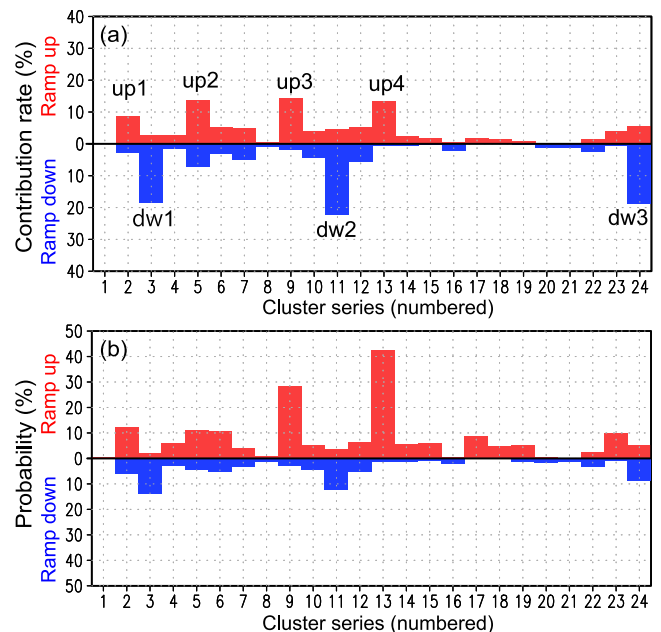 40
(a)
30
20
up1 up2 up3 up4
10
0
10
20
dw1 dw2 dw3
30
40
Contribution rate (%)
Ramp up
Ramp down
1 2 3 4 5 6 7 8 9 10 11 12 13 14 15 16 17 18 19 20 21 22 23 24
Cluster series (numbered)
50
(b)
40
30
20
10
0
10
20
30
40
50
Probability (%)
Ramp up
Ramp down
1 2 3 4 5 6 7 8 9 10 11 12 13 14 15 16 17 18 19 20 21 22 23 24
Cluster series (numbered)